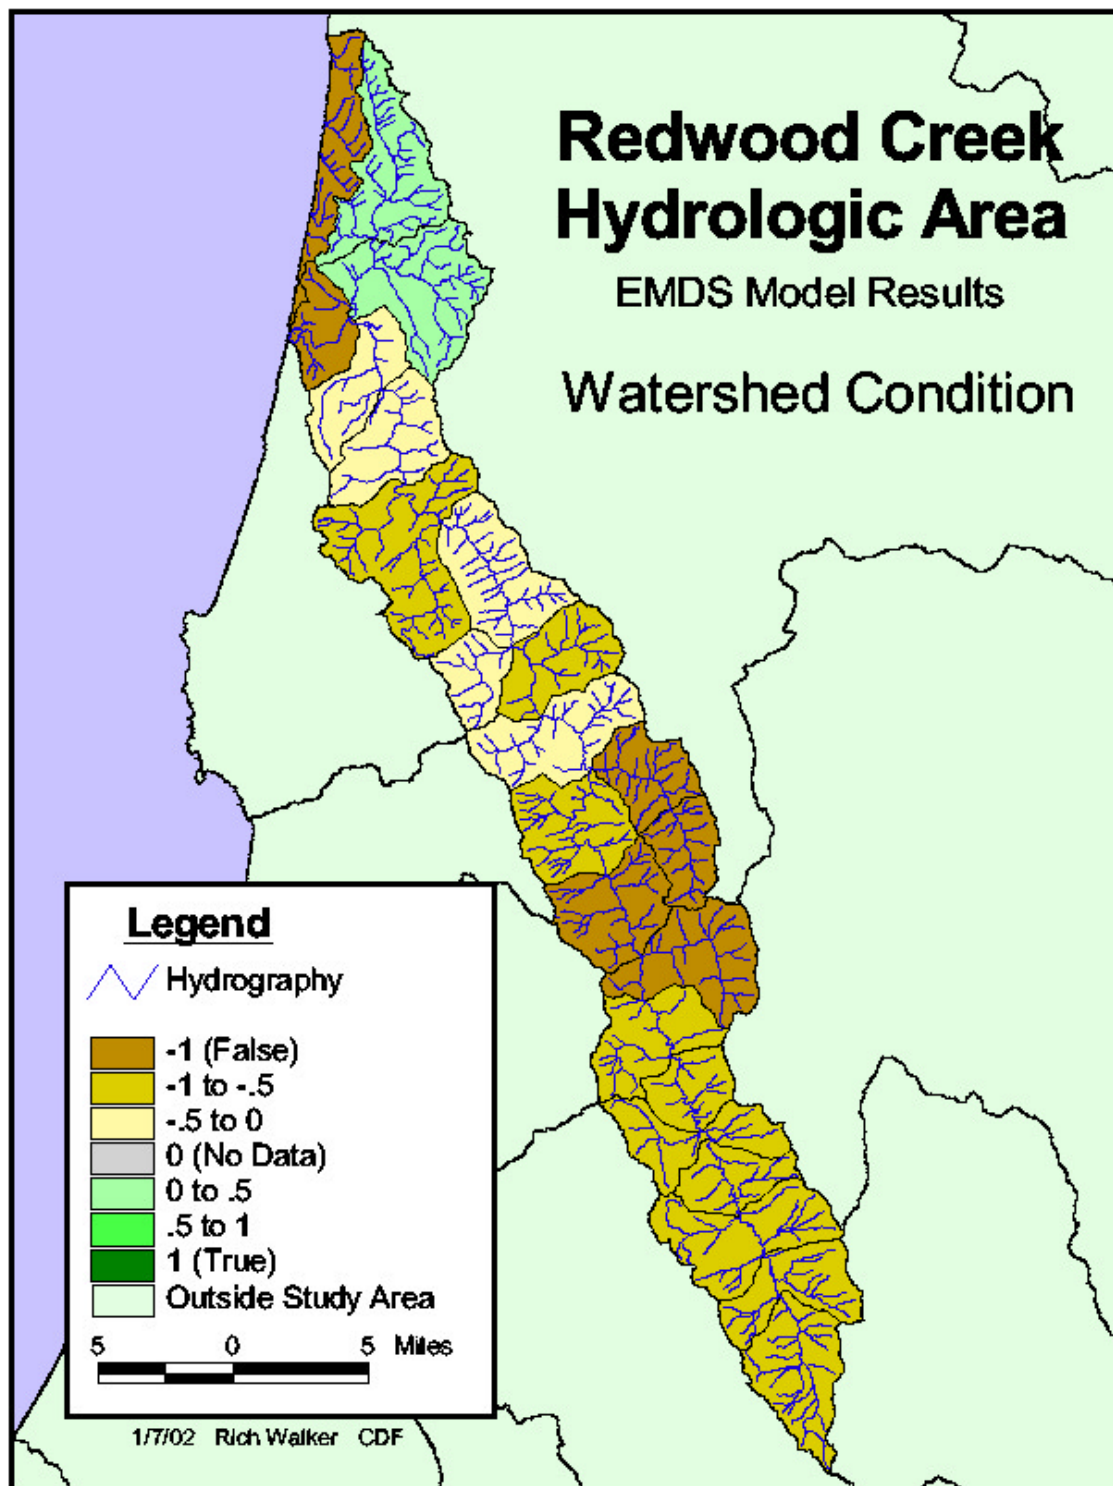 Redwood Creek
Hydrologic Area
EMDS Model Results
Watershed Condition
Legend
Hydrography
-1 (False)
-1 to -.5
-.5 to 0
0 (No Data)
0 to .5
.5 to 1
1 (True)
Outside Study Area
5 0 5 Miles
1/7/02 Rich Walker CDF